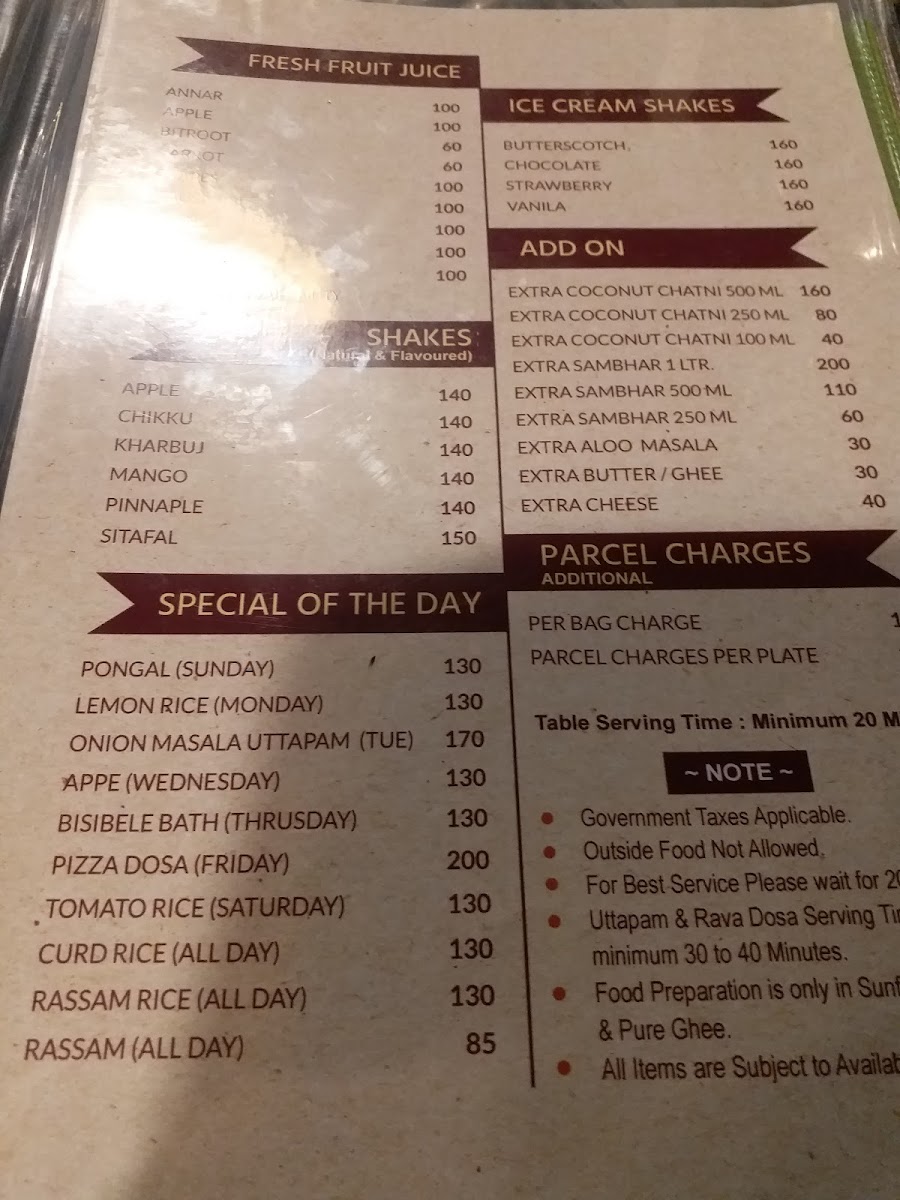 FRESH FRUIT JUICE
ANNAR 100
APPLE 100
BITROOT 60
60
100
100
100
100
100
SHAKES
(Natural & Flavoured)
APPLE 140
CHIKKU 140
KHARBUJ 140
MANGO 140
PINNAPLE 140
SITAFAL 150
SPECIAL OF THE DAY
PONGAL (SUNDAY) 130
LEMON RICE (MONDAY) 130
ONION MASALA UTTAPAM (TUE) 170
APPE (WEDNESDAY) 130
BISIBELE BATH (THRUSDAY) 130
PIZZA DOSA (FRIDAY) 200
TOMATO RICE (SATURDAY) 130
CURD RICE (ALL DAY) 130
RASSAM RICE (ALL DAY) 130
RASSAM (ALL DAY) 85
ICE CREAM SHAKES
BUTTERSCOTCH, 160
CHOCOLATE 160
STRAWBERRY 160
VANILA 160
ADD ON
EXTRA COCONUT CHATNI 500 ML 160
EXTRA COCONUT CHATNI 250 ML 80
EXTRA COCONUT CHATNI 100 ML 40
EXTRA SAMBHAR 1 LTR. 200
EXTRA SAMBHAR 500 ML 110
EXTRA SAMBHAR 250 ML 60
EXTRA ALOO MASALA 30
EXTRA BUTTER / GHEE 30
EXTRA CHEESE 40
PARCEL CHARGES
ADDITIONAL
PER BAG CHARGE
PARCEL CHARGES PER PLATE
Table Serving Time : Minimum 20 M
~ NOTE ~
• Government Taxes Applicable.
• Outside Food Not Allowed,
• For Best Service Please wait for 20
• Uttapam & Rava Dosa Serving Ti
minimum 30 to 40 Minutes.
• Food Preparation is only in Sunf
& Pure Ghee.
• All Items are Subject to Availab